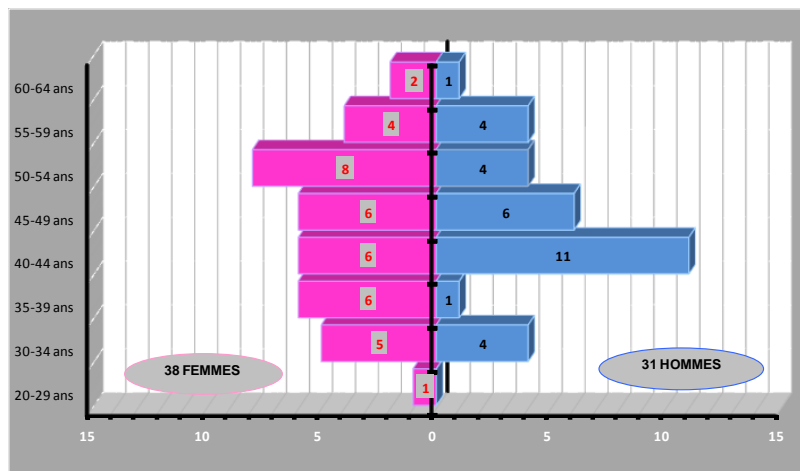 60-64 ans 2 1
55-59 ans 4 4
50-54 ans 8 4
45-49 ans 6 6
40-44 ans 6 11
35-39 ans 6 1
30-34 ans 5 4
38 FEMMES 31 HOMMES
20-29 ans 1
15 10 5 0 5 10 15